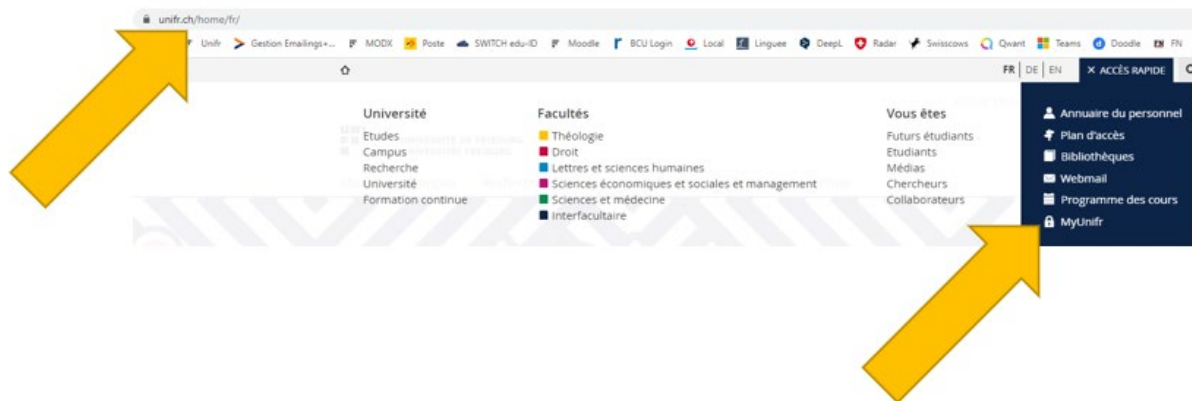 unifr.ch/home/fr/
Unifr Gestion Emailings+... MODX Poste SWITCH edu-ID Moodle BCU Login Local Linguee DeepL Radar Swisscows Qwant Teams Doodle FN
FR | DE | EN × ACCÈS RAPIDE
Université
Etudes
Campus
Recherche
Université
Formation continue
Facultés
Théologie
Droit
Lettres et sciences humaines
Sciences économiques et sociales et management
Sciences et médecine
Interfacultaire
Vous êtes
Futurs étudiants
Etudiants
Médias
Chercheurs
Collaborateurs
Annuaire du personnel
Plan d'accès
Bibliothèques
Webmail
Programme des cours
MyUnifr